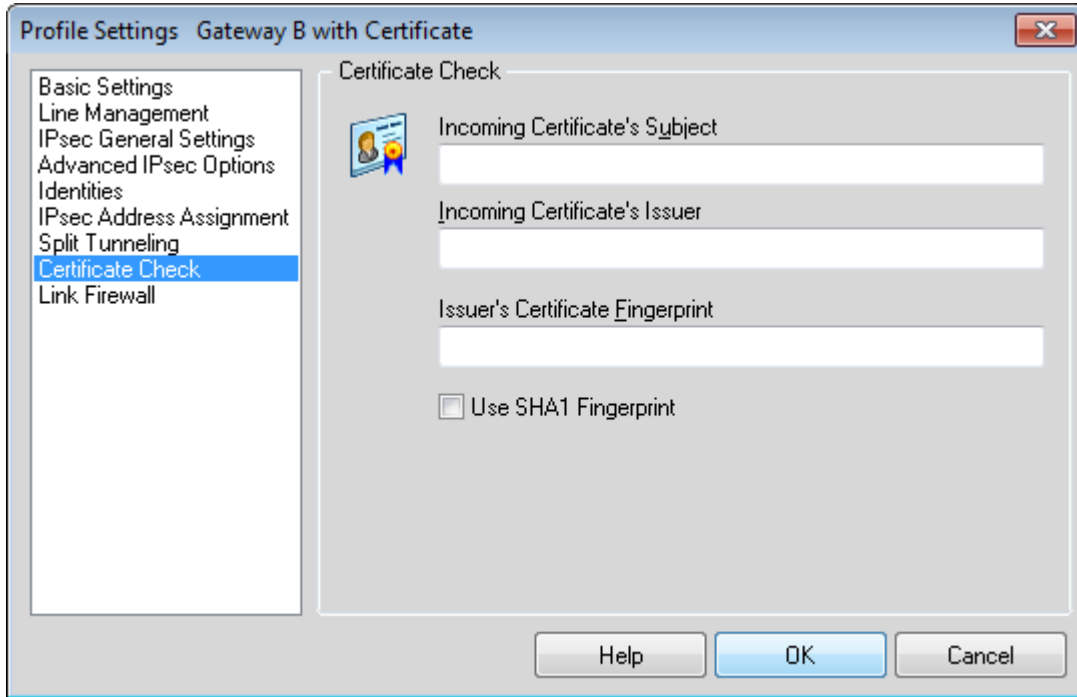 Profile Settings   Gateway B with Certificate
Basic Settings
Line Management
IPsec General Settings
Advanced IPsec Options
Identities
IPsec Address Assignment
Split Tunneling
Certificate Check
Link Firewall
Certificate Check
Incoming Certificate's Subject
Incoming Certificate's Issuer
Issuer's Certificate Fingerprint
Use SHA1 Fingerprint
Help OK Cancel